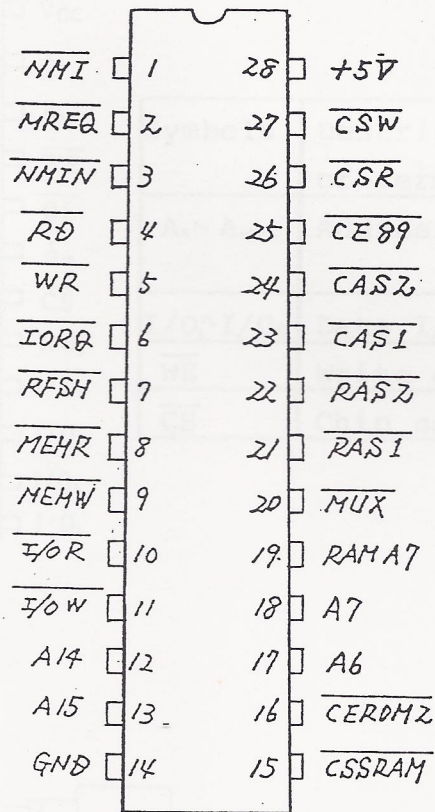 NMI 1 28 +5V
MREQ 2 27 CSW
NMIN 3 26 CSR
RD 4 25 CE89
WR 5 24 CAS2
IORQ 6 23 CAS1
RFSH 7 22 RAS2
MEMR 8 21 RAS1
MEMW 9 20 MUX
I/OR 10 19 RAMA7
I/OW 11 18 A7
A14 12 17 A6
A15 13 16 CEROM2
GND 14 15 CSSRAM